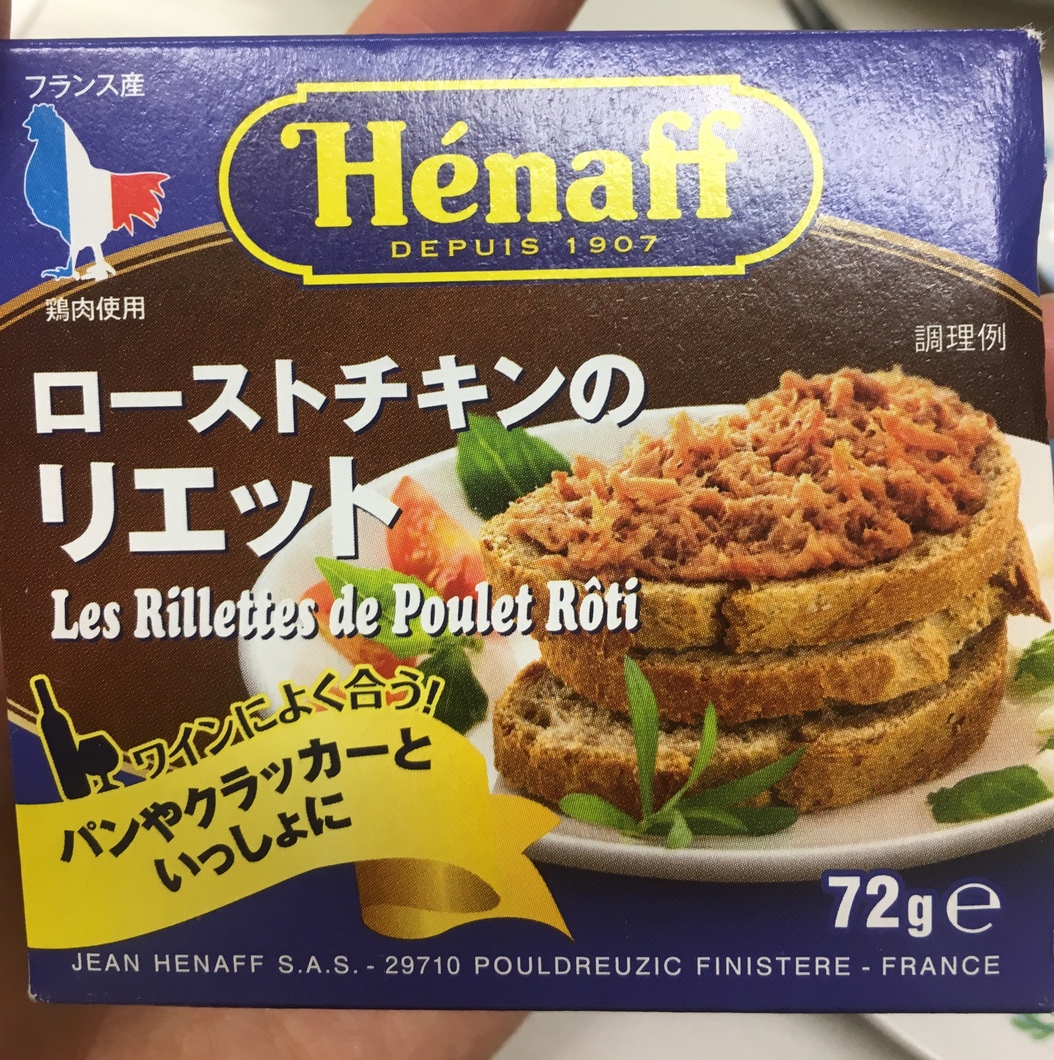 フランス産
鶏肉使用
Hénaff
DEPUIS 1907
調理例
ローストチキンの
リエット
Les Rillettes de Poulet Rôti
ワインによく合う!
パンやクラッカーと
いっしょに
72g ℮
JEAN HENAFF S.A.S. - 29710 POULDREUZIC FINISTERE - FRANCE